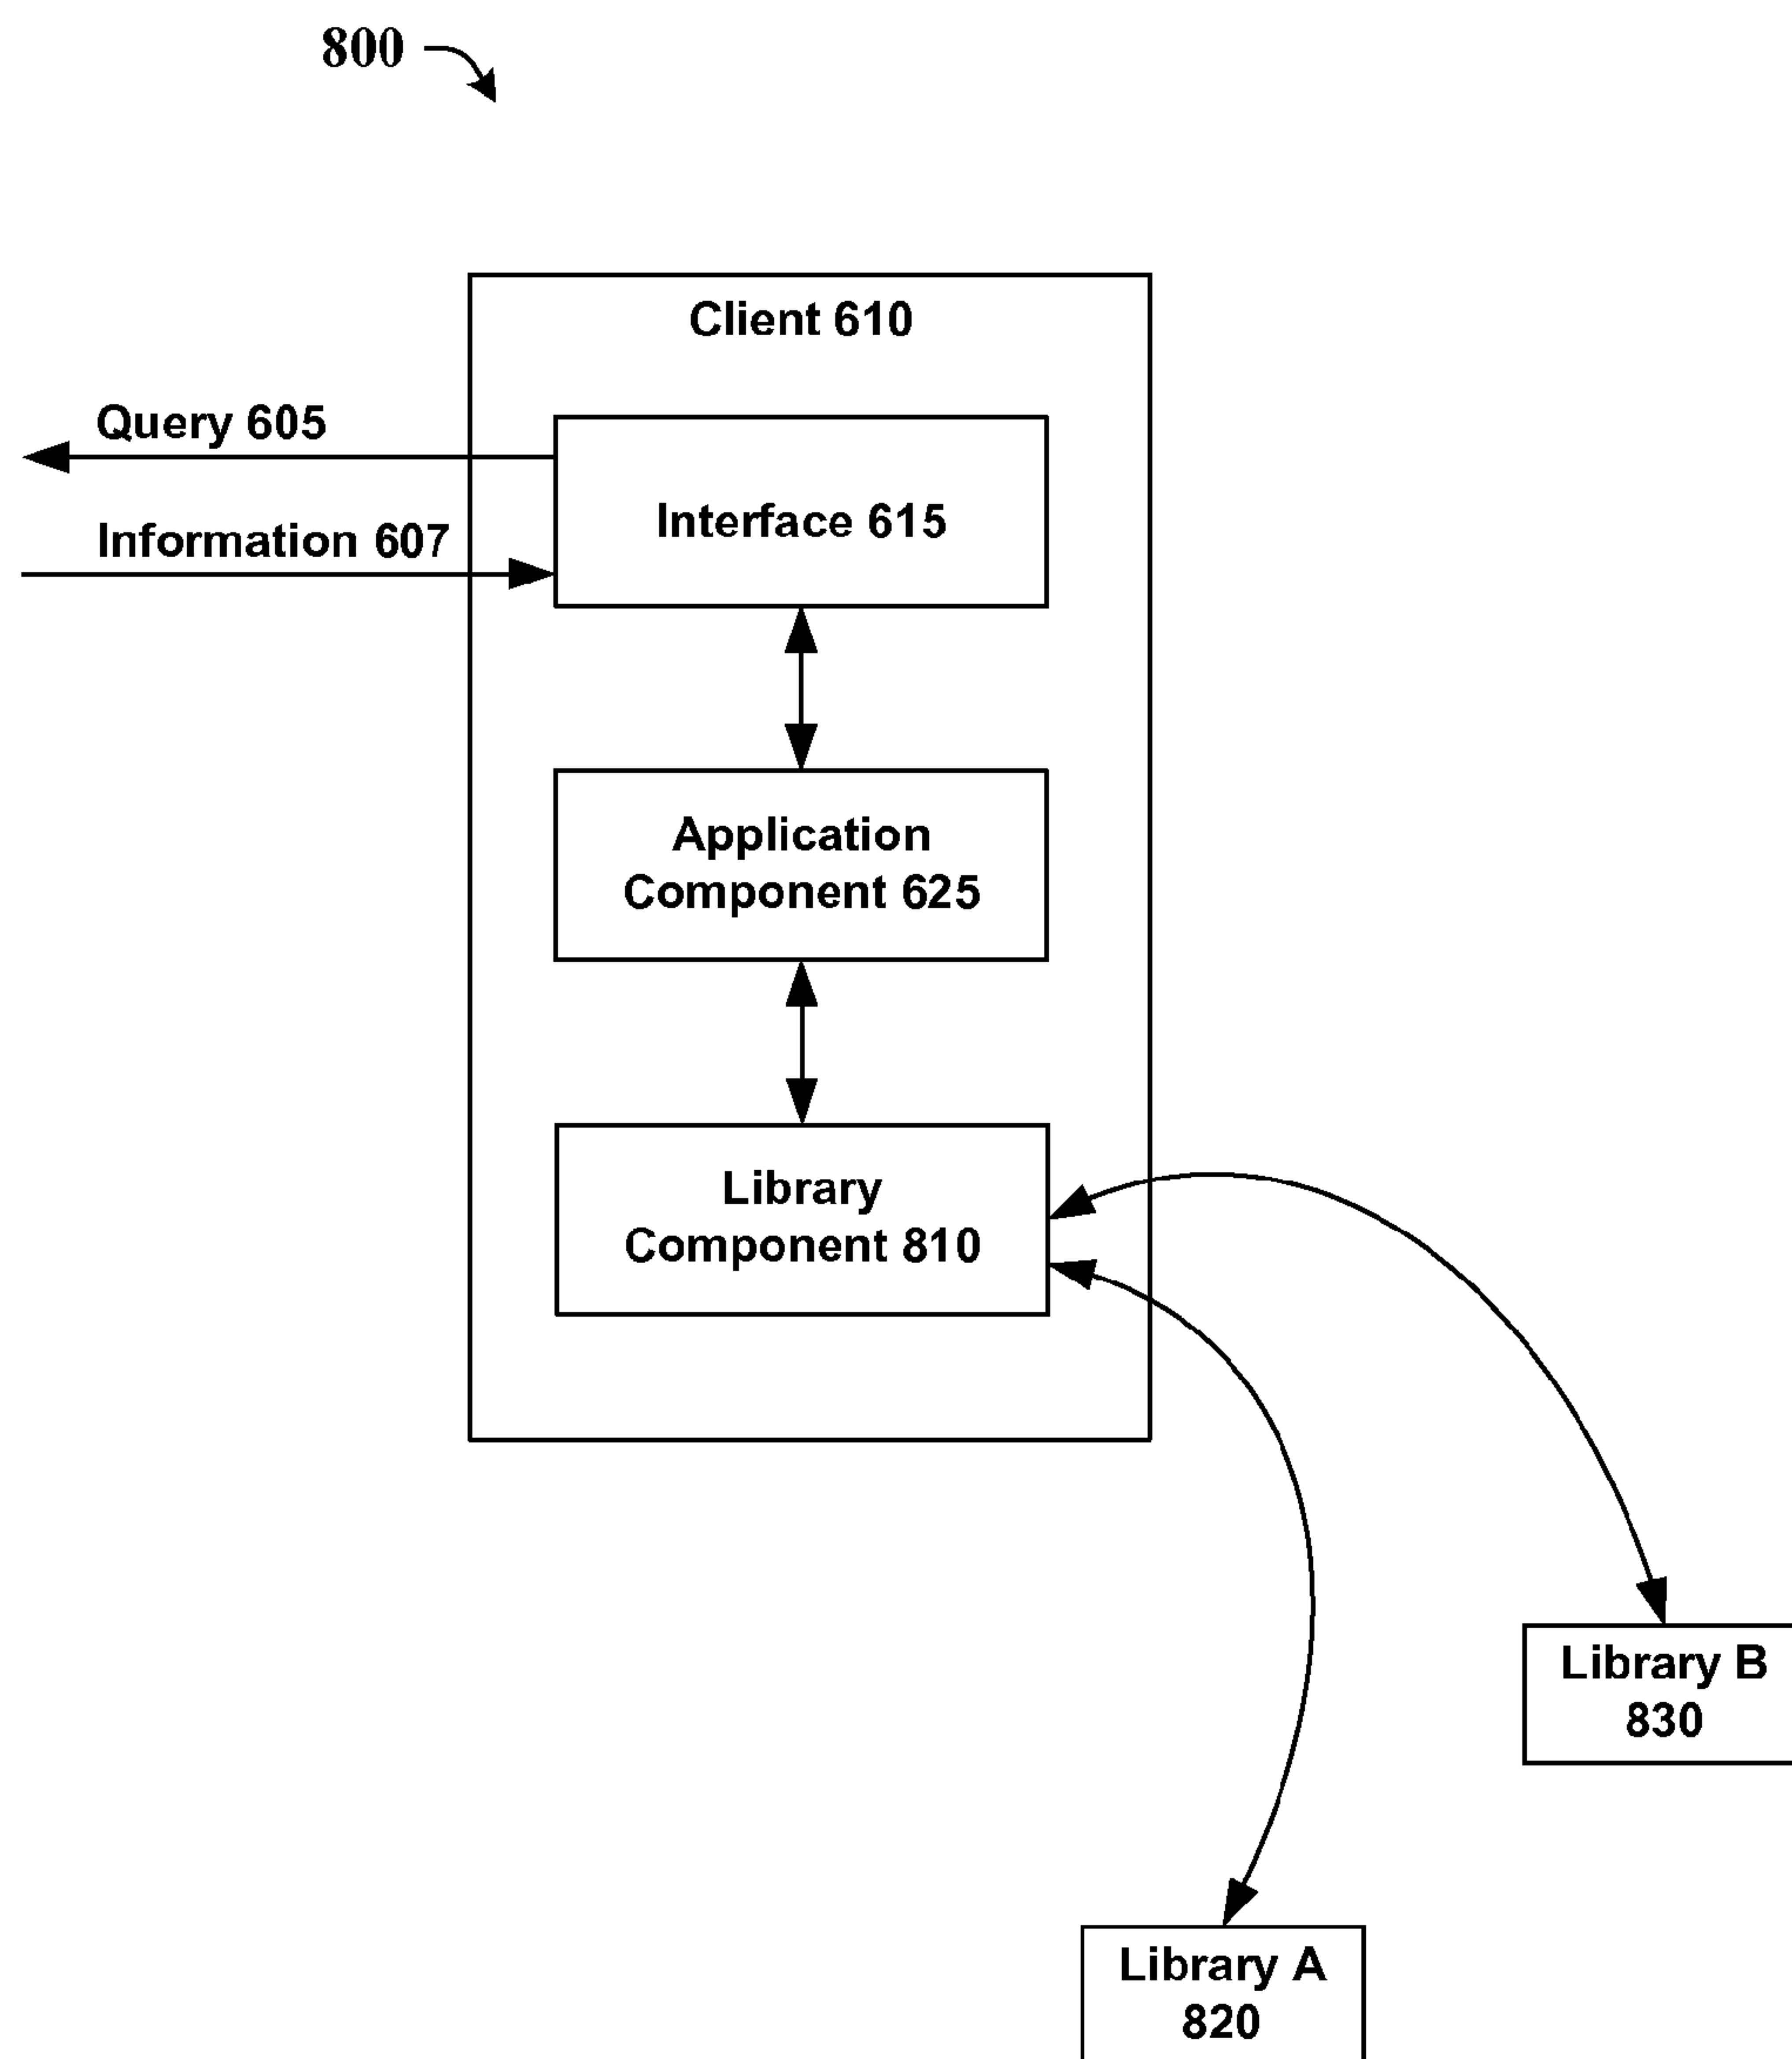 800
Client 610
Query 605
Interface 615
Information 607
Application
Component 625
Library
Component 810
Library B
830
Library A
820